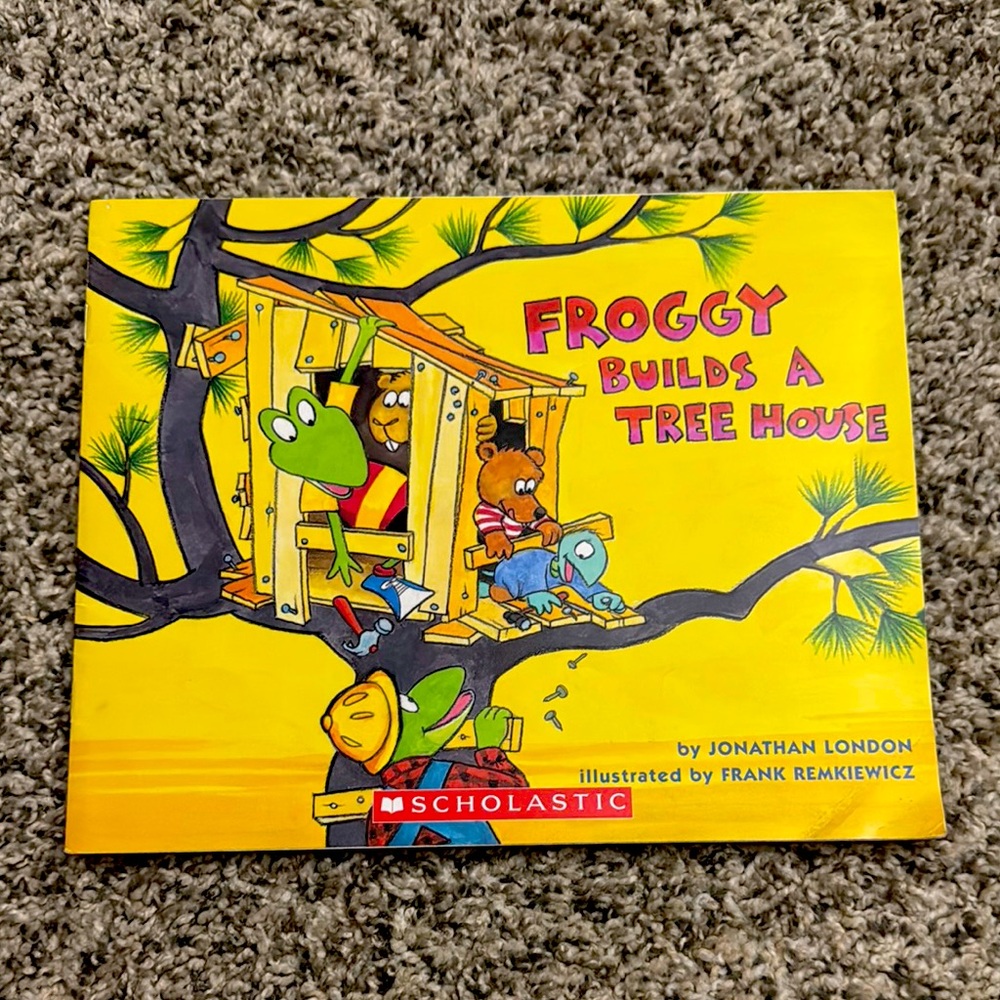 FROGGY
BUILDS A
TREE HOUSE
by JONATHAN LONDON
illustrated by FRANK REMKIEWICZ
SCHOLASTIC